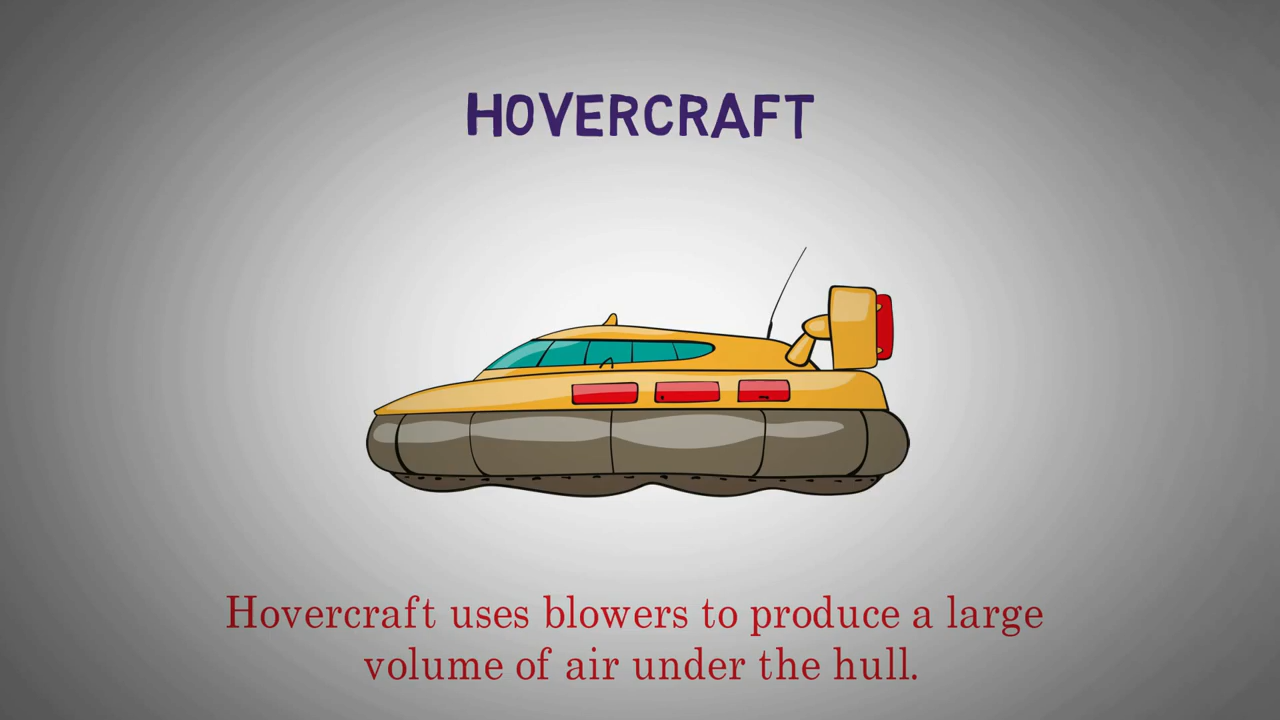 HOVERCRAFT
Hovercraft uses blowers to produce a large
volume of air under the hull.